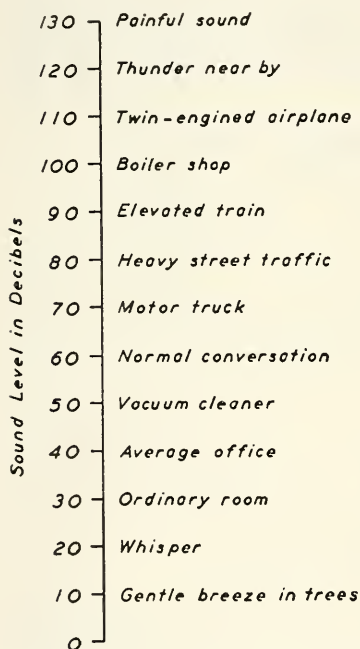 130 Painful sound
120 Thunder near by
110 Twin-engined airplane
100 Boiler shop
90 Elevated train
80 Heavy street traffic
70 Motor truck
60 Normal conversation
50 Vacuum cleaner
40 Average office
30 Ordinary room
20 Whisper
10 Gentle breeze in trees
0
Sound Level in Decibels